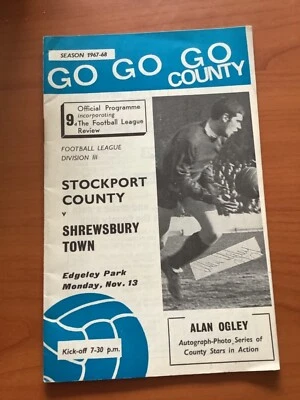 SEASON 1967-68
GO GO GO
COUNTY
9D Official Programme
incorporating
The Football League
Review
FOOTBALL LEAGUE
DIVISION III
STOCKPORT
COUNTY
v
SHREWSBURY
TOWN
Edgeley Park
Monday, Nov. 13
Kick-off 7-30 p.m.
ALAN OGLEY
Autograph-Photo Series of
County Stars in Action